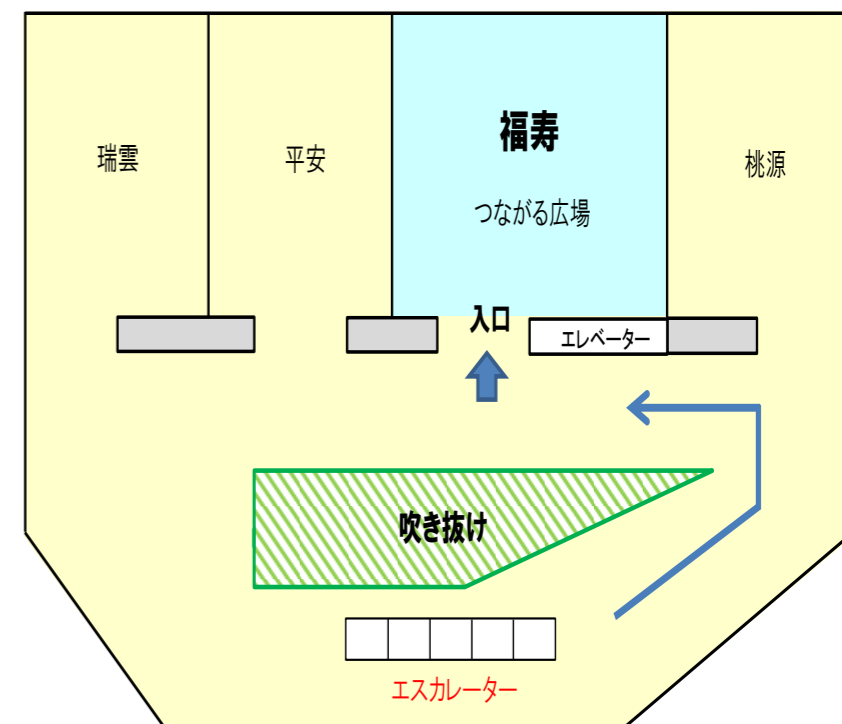 瑞雲
平安
福寿
つながる広場
桃源
入口
エレベーター
吹き抜け
エスカレーター